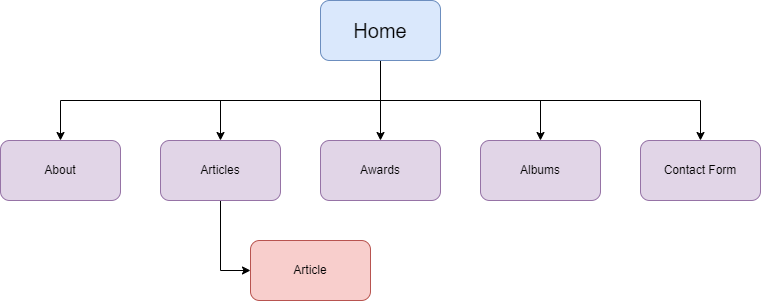 Home
About
Articles
Awards
Albums
Contact Form
Article